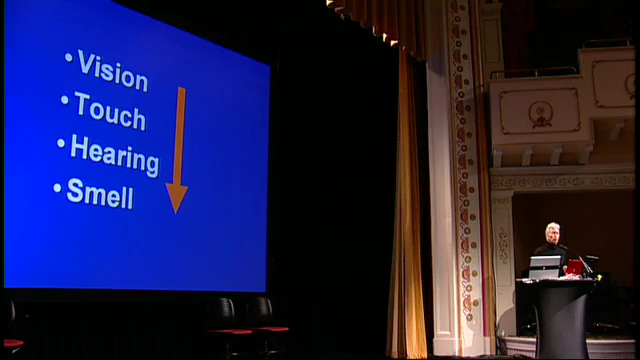 • Vision
• Touch
• Hearing
• Smell